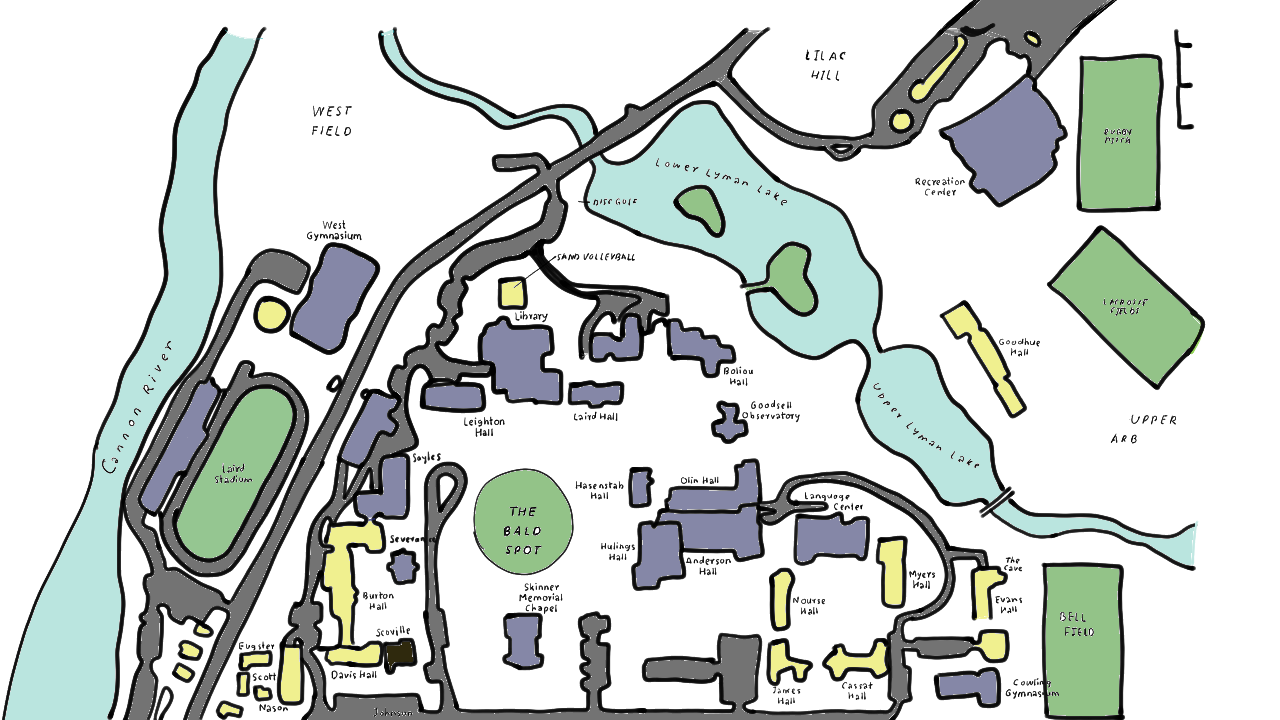 LILAC
HILL
WEST
FIELD
RUGBY
PITCH
Lower Lyman Lake
Recreation
Center
DISC GOLF
West
Gymnasium
SAND VOLLEYBALL
LACROSSE
FIELDS
Library
Goodhue
Hall
Boliou
Hall
Cannon River
Leighton
Hall
Laird Hall
Goodsell
Observatory
Upper Lyman Lake
UPPER
ARB
Sayles
Laird
Stadium
Hasenstab
Hall
Olin Hall
Language
Center
THE
BALD
SPOT
Severance
Hulings
Hall
Anderson
Hall
The
Cave
Myers
Hall
Skinner
Memorial
Chapel
Burton
Hall
Nourse
Hall
Evans
Hall
BELL
FIELD
Scoville
Eugster
Scott
Davis Hall
Nason
James
Hall
Cassat
Hall
Cowling
Gymnasium
Johnson